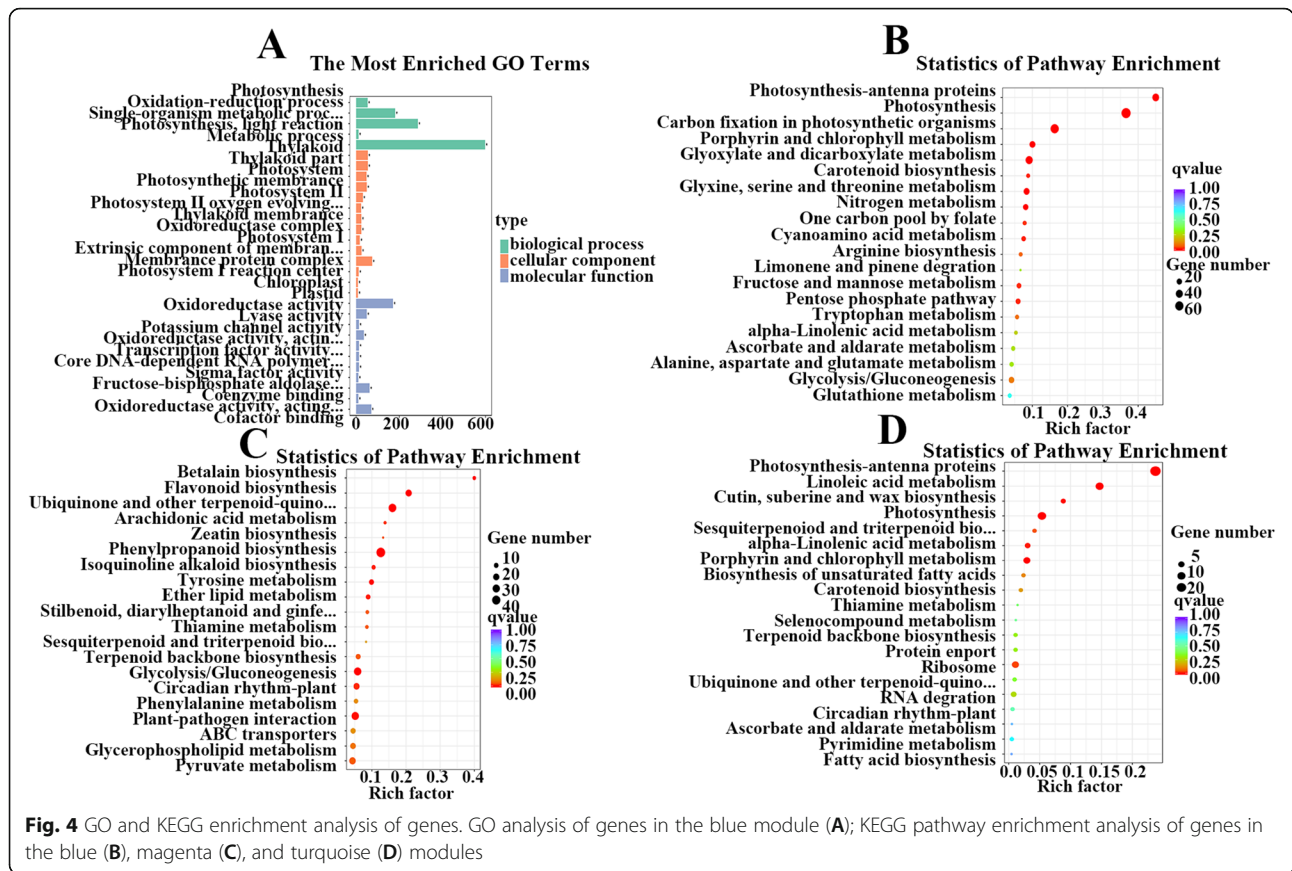 A
The Most Enriched GO Terms
Photosynthesis
Oxidation-reduction process
Single-organism metabolic proc...
Photosynthesis, light reaction
Metabolic process
Thylakoid
Thylakoid part
Photosystem
Photosynthetic membrance
Photosystem II
Photosystem II oxygen evolving...
Thylakoid membrance
Oxidoreductase complex
Photosystem I
Extrinsic component of membran...
Membrance protein complex
Photosystem I reaction center
Chloroplast
Plastid
Oxidoreductase activity
Lyase activity
Potassium channel activity
Oxidoreductase activity, actin...
Transcription factor activity...
Core DNA-dependent RNA polymer...
Sigma factor activity
Fructose-bisphosphate aldolase...
Coenzyme binding
Oxidoreductase activity, acting...
Cofactor binding
0 200 400 600
type
biological process
cellular component
molecular function
B
Statistics of Pathway Enrichment
Photosynthesis-antenna proteins
Photosynthesis
Carbon fixation in photosynthetic organisms
Porphyrin and chlorophyll metabolism
Glyoxylate and dicarboxylate metabolism
Carotenoid biosynthesis
Glyxine, serine and threonine metabolism
Nitrogen metabolism
One carbon pool by folate
Cyanoamino acid metabolism
Arginine biosynthesis
Limonene and pinene degration
Fructose and mannose metabolism
Pentose phosphate pathway
Tryptophan metabolism
alpha-Linolenic acid metabolism
Ascorbate and aldarate metabolism
Alanine, aspartate and glutamate metabolism
Glycolysis/Gluconeogenesis
Glutathione metabolism
0.1 0.2 0.3 0.4
Rich factor
qvalue
1.00
0.75
0.50
0.25
0.00
Gene number
20
40
60
C
Statistics of Pathway Enrichment
Betalain biosynthesis
Flavonoid biosynthesis
Ubiquinone and other terpenoid-quino...
Arachidonic acid metabolism
Zeatin biosynthesis
Phenylpropanoid biosynthesis
Isoquinoline alkaloid biosynthesis
Tyrosine metabolism
Ether lipid metabolism
Stilbenoid, diarylheptanoid and ginfe...
Thiamine metabolism
Sesquiterpenoid and triterpenoid bio...
Terpenoid backbone biosynthesis
Glycolysis/Gluconeogenesis
Circadian rhythm-plant
Phenylalanine metabolism
Plant-pathogen interaction
ABC transporters
Glycerophospholipid metabolism
Pyruvate metabolism
0.1 0.2 0.3 0.4
Rich factor
Gene number
10
20
30
40
qvalue
1.00
0.75
0.50
0.25
0.00
D
Statistics of Pathway Enrichment
Photosynthesis-antenna proteins
Linoleic acid metabolism
Cutin, suberine and wax biosynthesis
Photosynthesis
Sesquiterpenoid and triterpenoid bio...
alpha-Linolenic acid metabolism
Porphyrin and chlorophyll metabolism
Biosynthesis of unsaturated fatty acids
Carotenoid biosynthesis
Thiamine metabolism
Selenocompound metabolism
Terpenoid backbone biosynthesis
Protein enport
Ribosome
Ubiquinone and other terpenoid-quino...
RNA degration
Circadian rhythm-plant
Ascorbate and aldarate metabolism
Pyrimidine metabolism
Fatty acid biosynthesis
0.0 0.05 0.1 0.15 0.2
Rich factor
Gene number
5
10
20
qvalue
1.00
0.75
0.50
0.25
0.00
Fig. 4 GO and KEGG enrichment analysis of genes. GO analysis of genes in the blue module (A); KEGG pathway enrichment analysis of genes in
the blue (B), magenta (C), and turquoise (D) modules